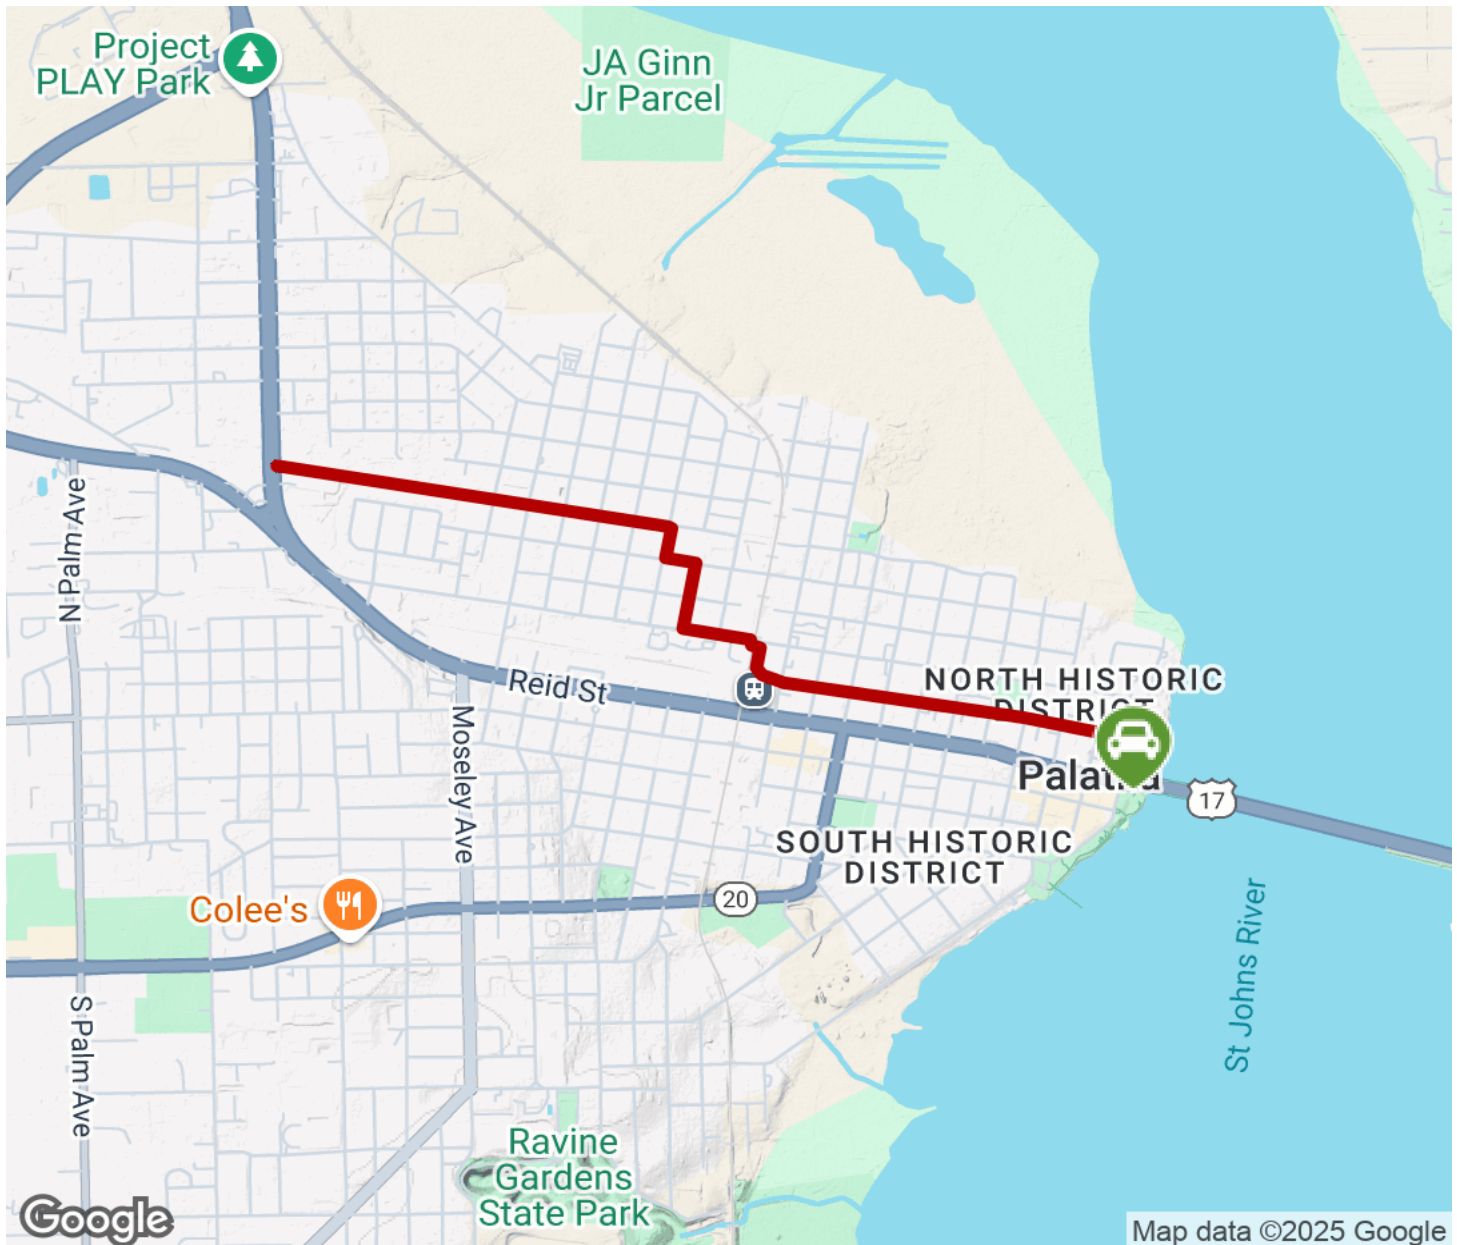 Project
PLAY Park
JA Ginn
Jr Parcel
N Palm Ave
Reid St
Moseley Ave
NORTH HISTORIC
DISTRICT
17
SOUTH HISTORIC
DISTRICT
20
Colee's
St Johns River
S Palm Ave
Ravine
Gardens
State Park
Google
Map data ©2025 Google